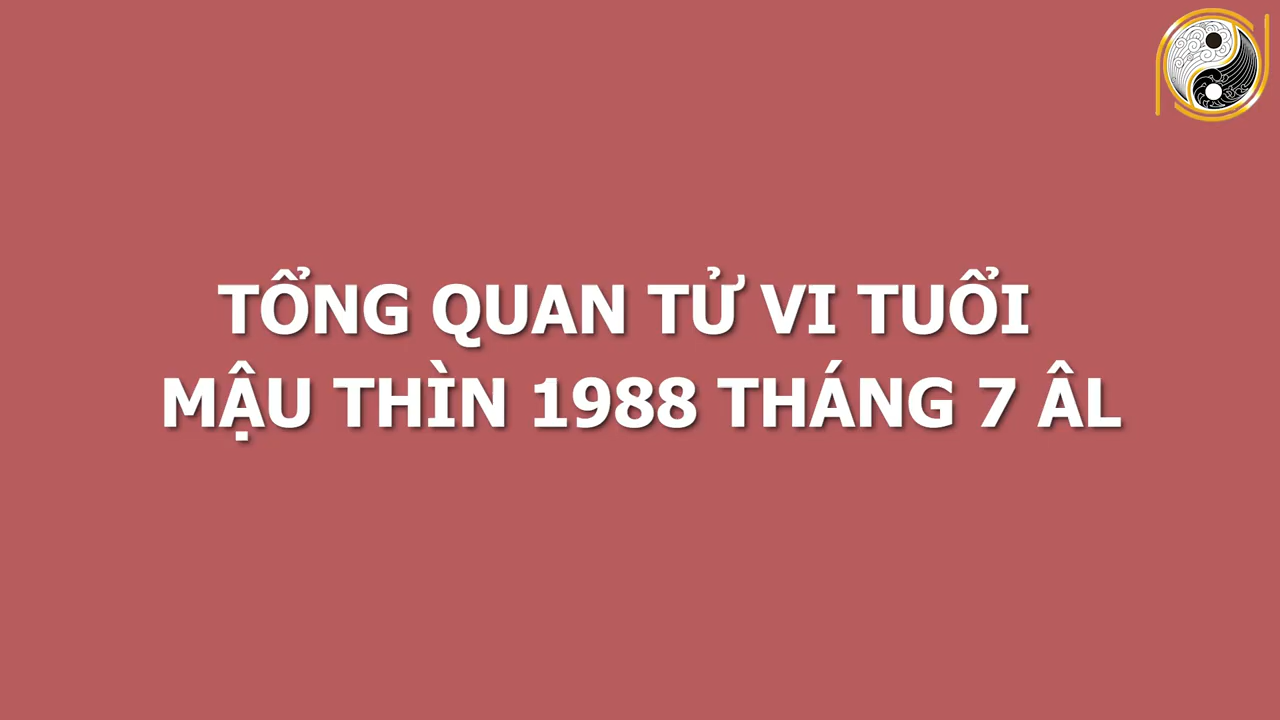 TỔNG QUAN TỬ VI TUỔI
MẬU THÌN 1988 THÁNG 7 ÂL